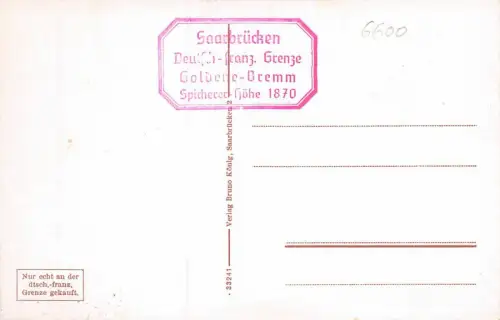 Saarbrücken
Deutsch-franz. Grenze
Goldene-Bremm
Spicherer-Höhe 1870
6600
Verlag Bruno König, Saarbrücken 2
· 33241
Nur echt an der
dtsch.-franz.
Grenze gekauft.